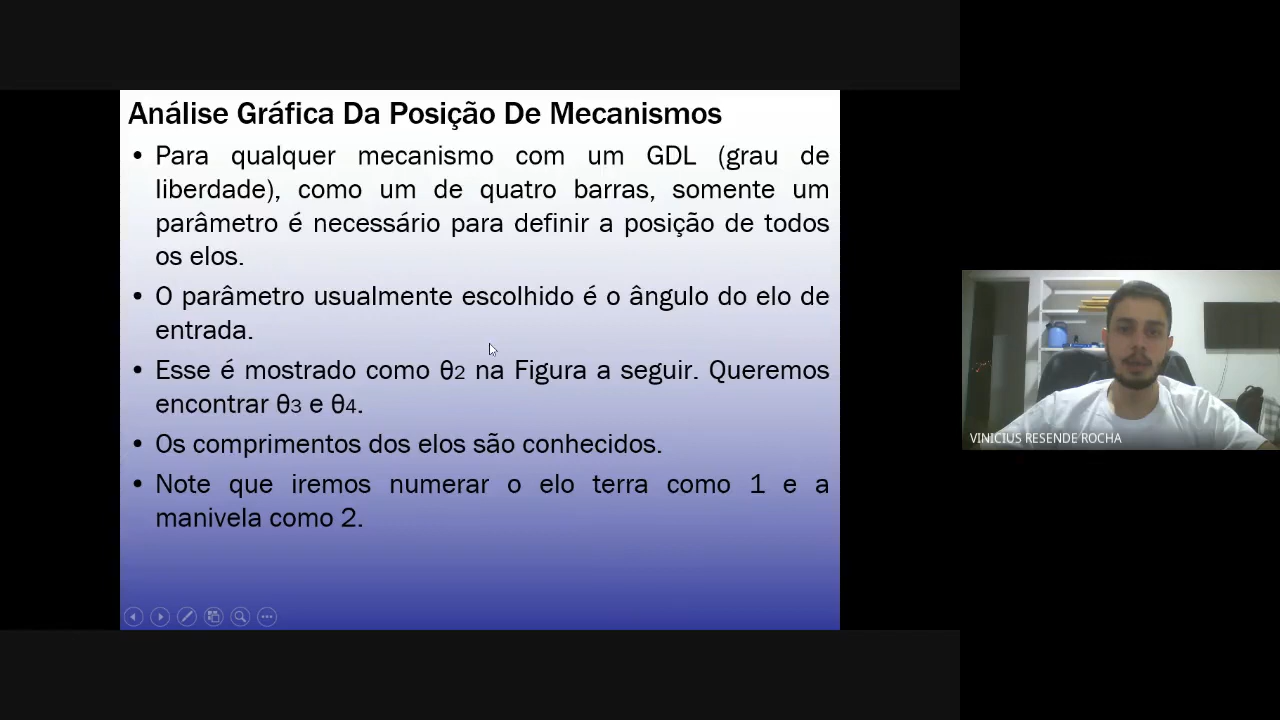 Análise Gráfica Da Posição De Mecanismos
• Para qualquer mecanismo com um GDL (grau de
liberdade), como um de quatro barras, somente um
parâmetro é necessário para definir a posição de todos
os elos.
• O parâmetro usualmente escolhido é o ângulo do elo de
entrada.
• Esse é mostrado como θ2 na Figura a seguir. Queremos
encontrar θ3 e θ4.
• Os comprimentos dos elos são conhecidos.
• Note que iremos numerar o elo terra como 1 e a
manivela como 2.
VINICIUS RESENDE ROCHA